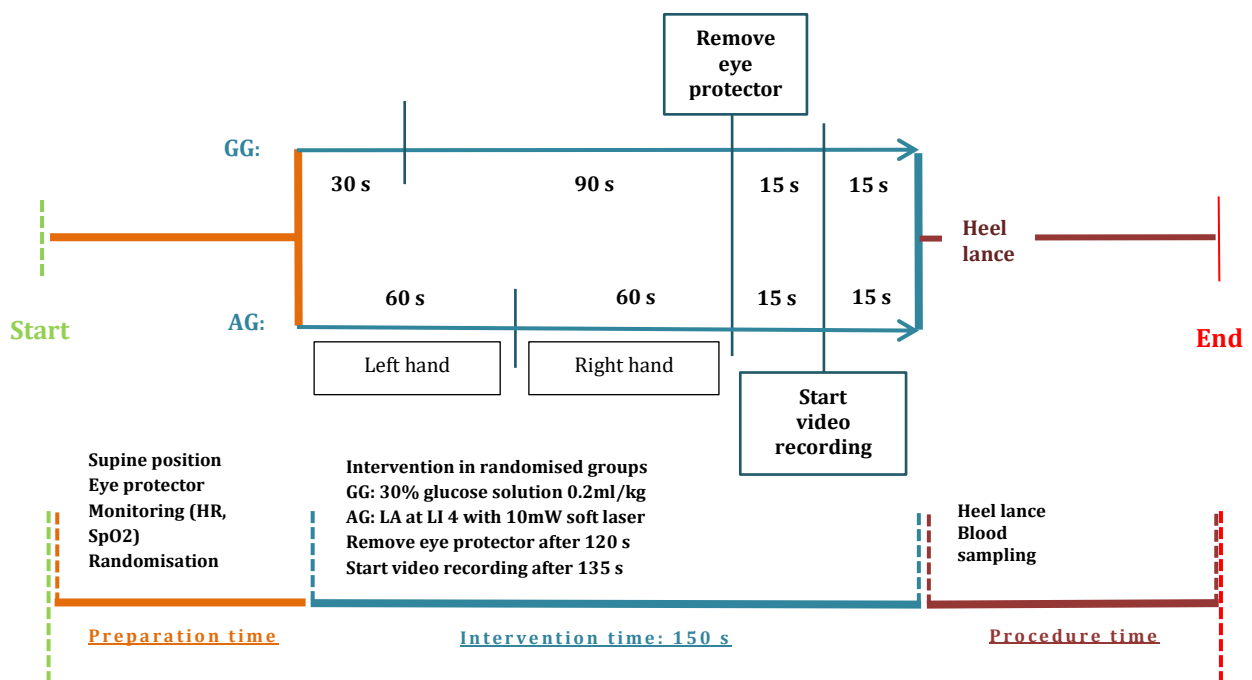 Remove
eye
protector
GG:
30 s
90 s
15 s
15 s
Heel
lance
60 s
60 s
15 s
15 s
Start
AG:
End
Left hand
Right hand
Start
video
recording
Supine position
Eye protector
Monitoring (HR,
SpO2)
Randomisation
Intervention in randomised groups
GG: 30% glucose solution 0.2ml/kg
AG: LA at LI 4 with 10mW soft laser
Remove eye protector after 120 s
Start video recording after 135 s
Heel lance
Blood
sampling
Preparation time
Intervention time: 150 s
Procedure time